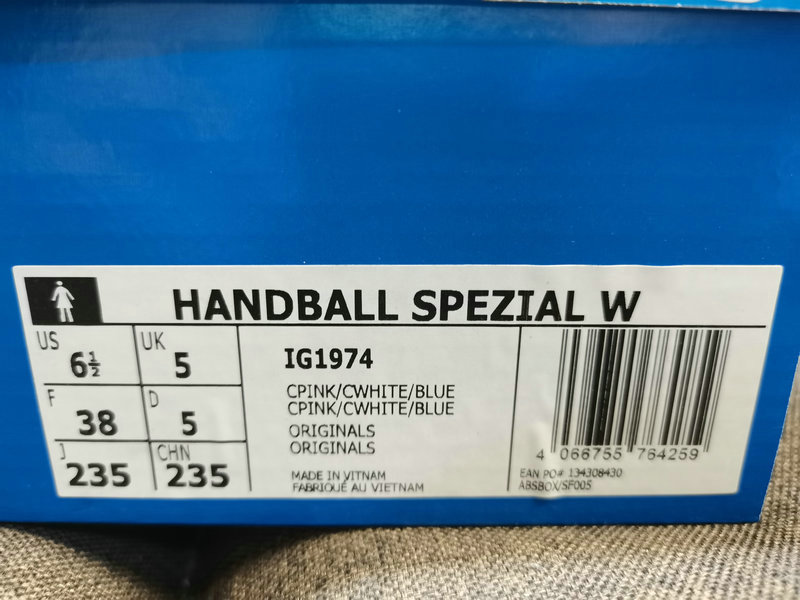 HANDBALL SPEZIAL W
US 6½ UK 5
F 38 D 5
J 235 CHN 235
IG1974
CPINK/CWHITE/BLUE
CPINK/CWHITE/BLUE
ORIGINALS
ORIGINALS
MADE IN VITNAM
FABRIQUÉ AU VIETNAM
4 066755 764259
EAN PO# 134308430
ABSBOX/SF005